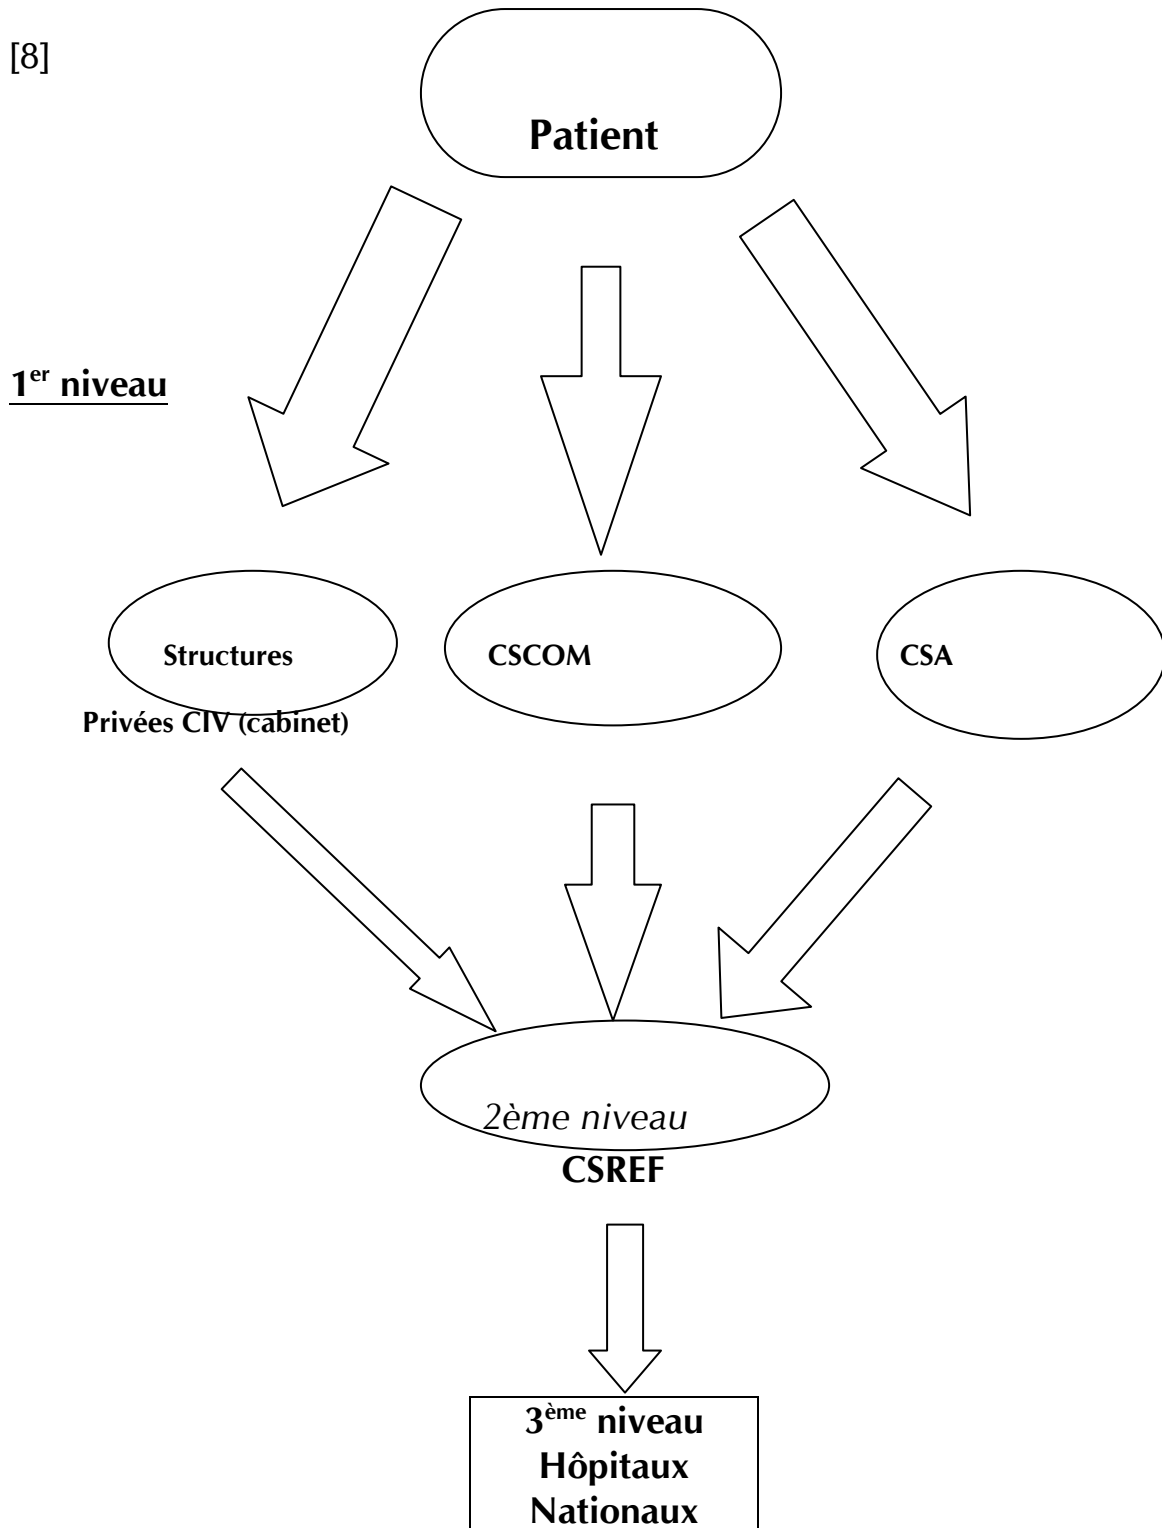 [8]
Patient
1er niveau
Structures
Privées CIV (cabinet)
CSCOM
CSA
2ème niveau
CSREF
3ème niveau
Hôpitaux
Nationaux